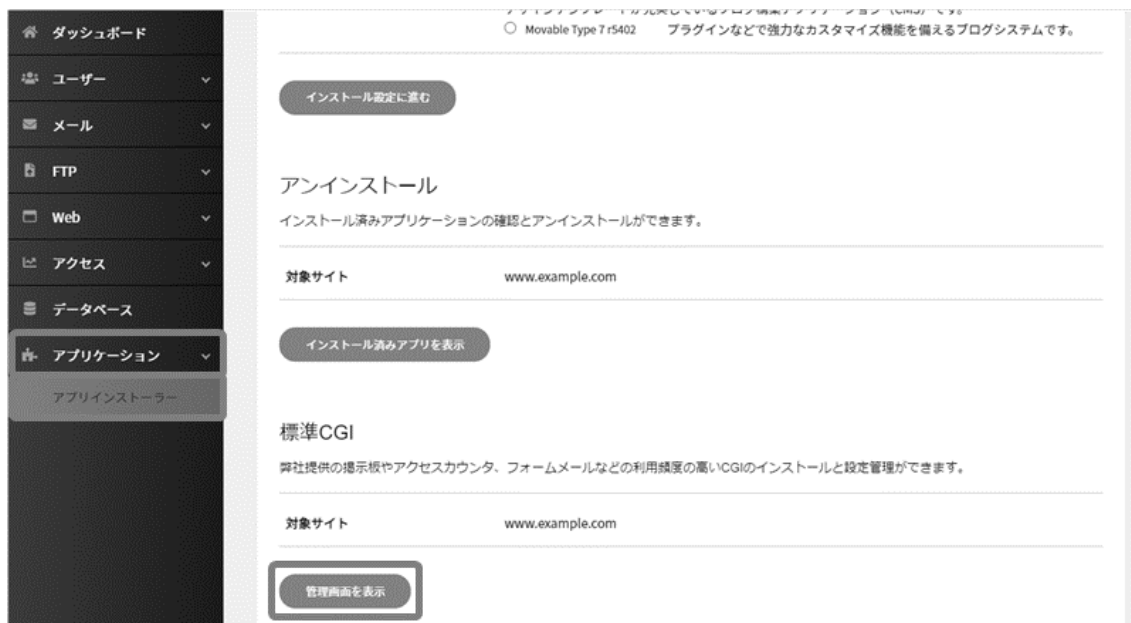 ダッシュボード
ユーザー
メール
FTP
Web
アクセス
データベース
アプリケーション
アプリインストーラー
Movable Type 7 r5402 プラグインなどで強力なカスタマイズ機能を備えるブログシステムです。
インストール設定に進む
アンインストール
インストール済みアプリケーションの確認とアンインストールができます。
対象サイト www.example.com
インストール済みアプリを表示
標準CGI
弊社提供の掲示板やアクセスカウンタ、フォームメールなどの利用頻度の高いCGIのインストールと設定管理ができます。
対象サイト www.example.com
管理画面を表示